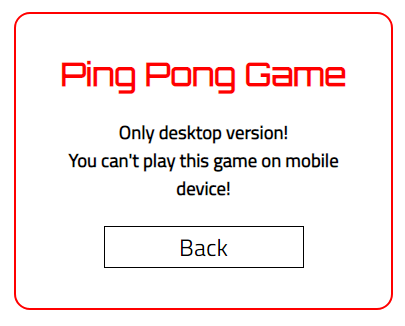 Ping Pong Game
Only desktop version!
You can't play this game on mobile
device!
Back